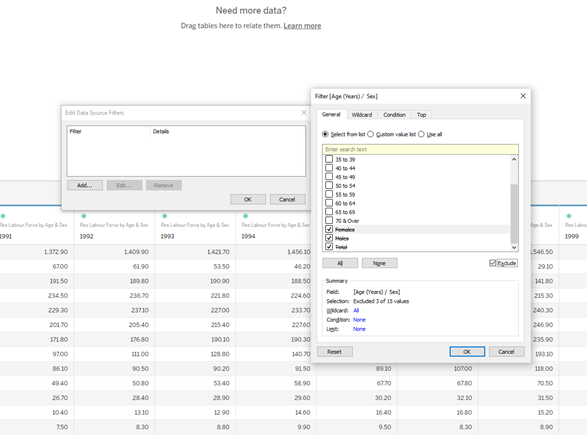 Need more data?
Drag tables here to relate them. Learn more
Edit Data Source Filters
Filter Details
Add... Edit... Remove
OK Cancel
Filter [Age (Years) / Sex]
General Wildcard Condition Top
Select from list Custom value list Use all
Enter search text
35 to 39
40 to 44
45 to 49
50 to 54
55 to 59
60 to 64
65 to 69
70 & Over
Females
Males
Total
All None Exclude
Summary
Field: [Age (Years) / Sex]
Selection: Excluded 3 of 15 values
Wildcard: All
Condition: None
Limit: None
Reset OK Cancel
Res Labour Force by Age & Sex Res Labour Force by Age & Sex Res Labour Force by Age & Sex Res Labour Force by Age & Sex Res Labour
1991 1992 1993 1994 1999
1,372.90 1,409.90 1,421.70 1,456.10 ,546.50
67.00 61.90 53.50 46.20 29.10
191.50 189.80 190.90 188.50 141.80
234.50 236.70 221.80 224.60 215.30
229.30 237.10 227.00 233.70 240.30
201.70 205.40 215.40 227.60 246.90
171.80 176.80 190.10 190.30 235.90
97.00 111.00 128.80 140.70 193.10
86.10 90.50 90.20 91.50 89.10 107.00 118.00
49.40 50.80 53.40 58.90 67.70 67.80 70.50
26.70 28.40 28.90 29.60 30.20 32.10 31.50
10.40 13.10 12.90 14.60 16.40 16.80 15.20
7.50 8.30 8.80 9.90 9.50 8.30 8.90